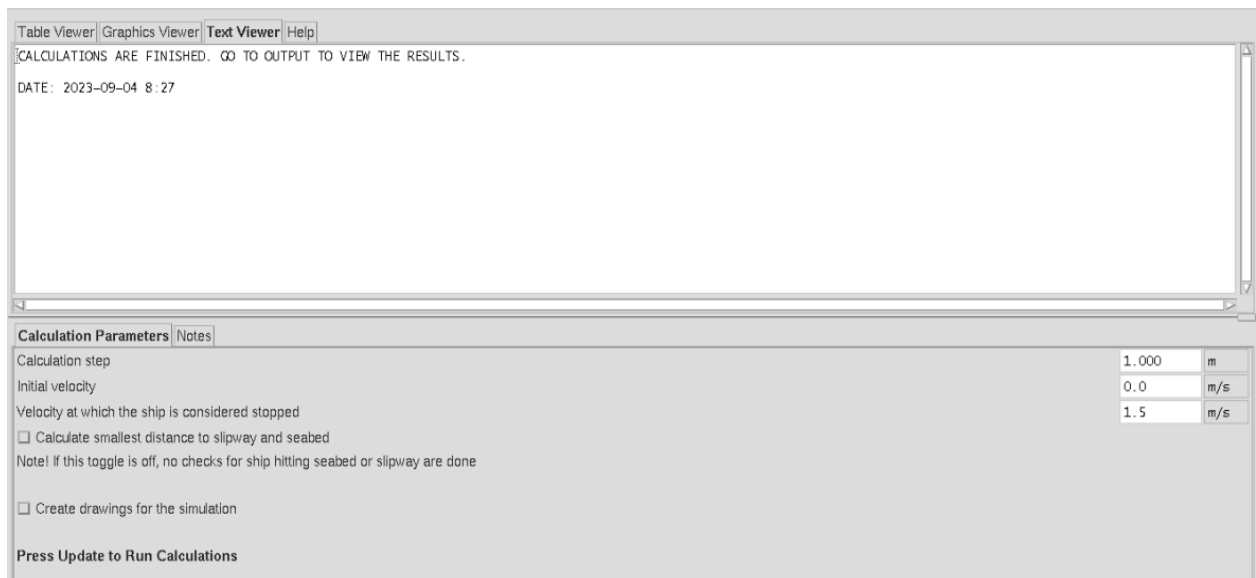 Table Viewer Graphics Viewer Text Viewer Help
CALCULATIONS ARE FINISHED. GO TO OUTPUT TO VIEW THE RESULTS.
DATE: 2023-09-04 8:27
Calculation Parameters Notes
Calculation step 1.000 m
Initial velocity 0.0 m/s
Velocity at which the ship is considered stopped 1.5 m/s
Calculate smallest distance to slipway and seabed
Note! If this toggle is off, no checks for ship hitting seabed or slipway are done
Create drawings for the simulation
Press Update to Run Calculations